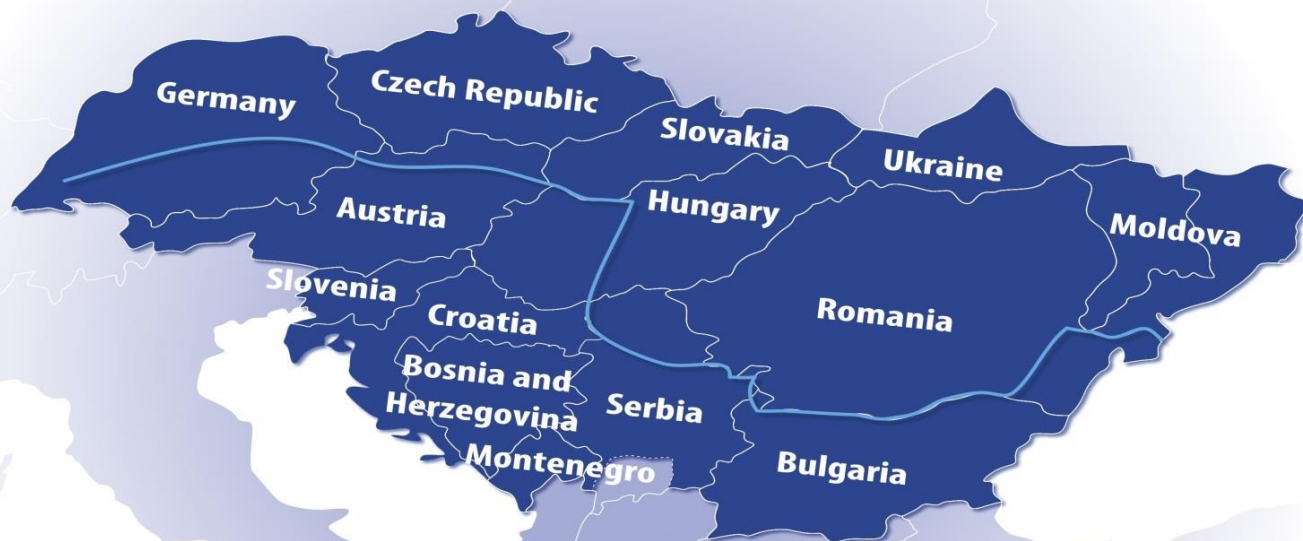 Germany
Czech Republic
Slovakia
Ukraine
Austria
Hungary
Moldova
Slovenia
Croatia
Romania
Bosnia and
Herzegovina
Serbia
Montenegro
Bulgaria